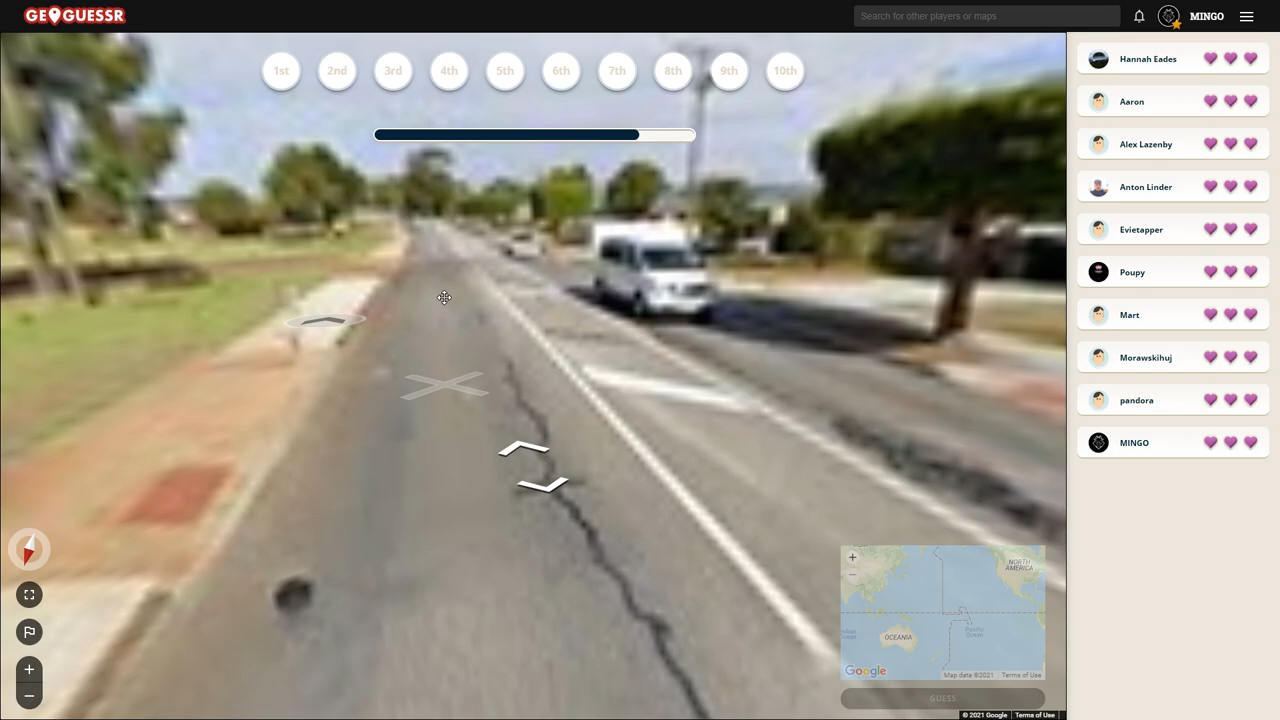 GEOGUESSR
Search for other players or maps
MINGO
1st
2nd
3rd
4th
5th
6th
7th
8th
9th
10th
Hannah Eades
Aaron
Alex Lazenby
Anton Linder
Evietapper
Poupy
Mart
Morawskihuj
pandora
MINGO
+
−
NORTH
AMERICA
OCEANIA
Pacific
Ocean
Google
Map data ©2021
Terms of Use
GUESS
+
−
© 2021 Google
Terms of Use